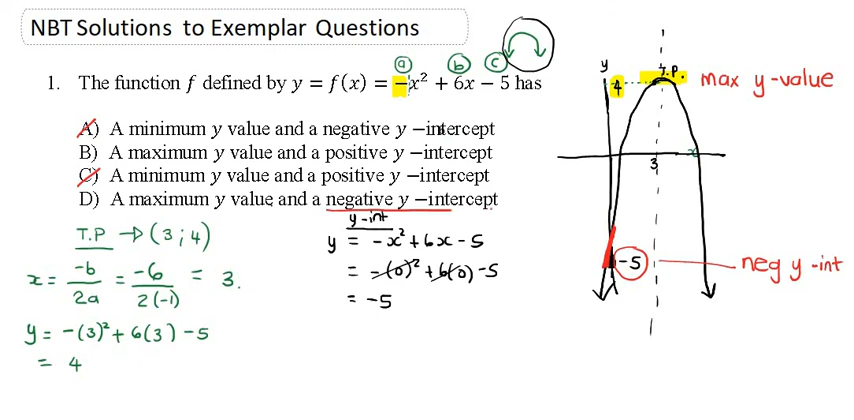 NBT Solutions to Exemplar Questions
a b c
1. The function f defined by y = f(x) = −x² + 6x − 5 has
A) A minimum y value and a negative y −intercept
B) A maximum y value and a positive y −intercept
C) A minimum y value and a positive y −intercept
D) A maximum y value and a negative y −intercept
T.P → (3 ; 4)
x = -b/2a = -6/2(-1) = 3.
y = -(3)² + 6(3) - 5
= 4
y-int
y = -x² + 6x - 5
= -(0)² + 6(0) - 5
= -5
y
T.P.
4
max y-value
3
x
-5
neg y-int